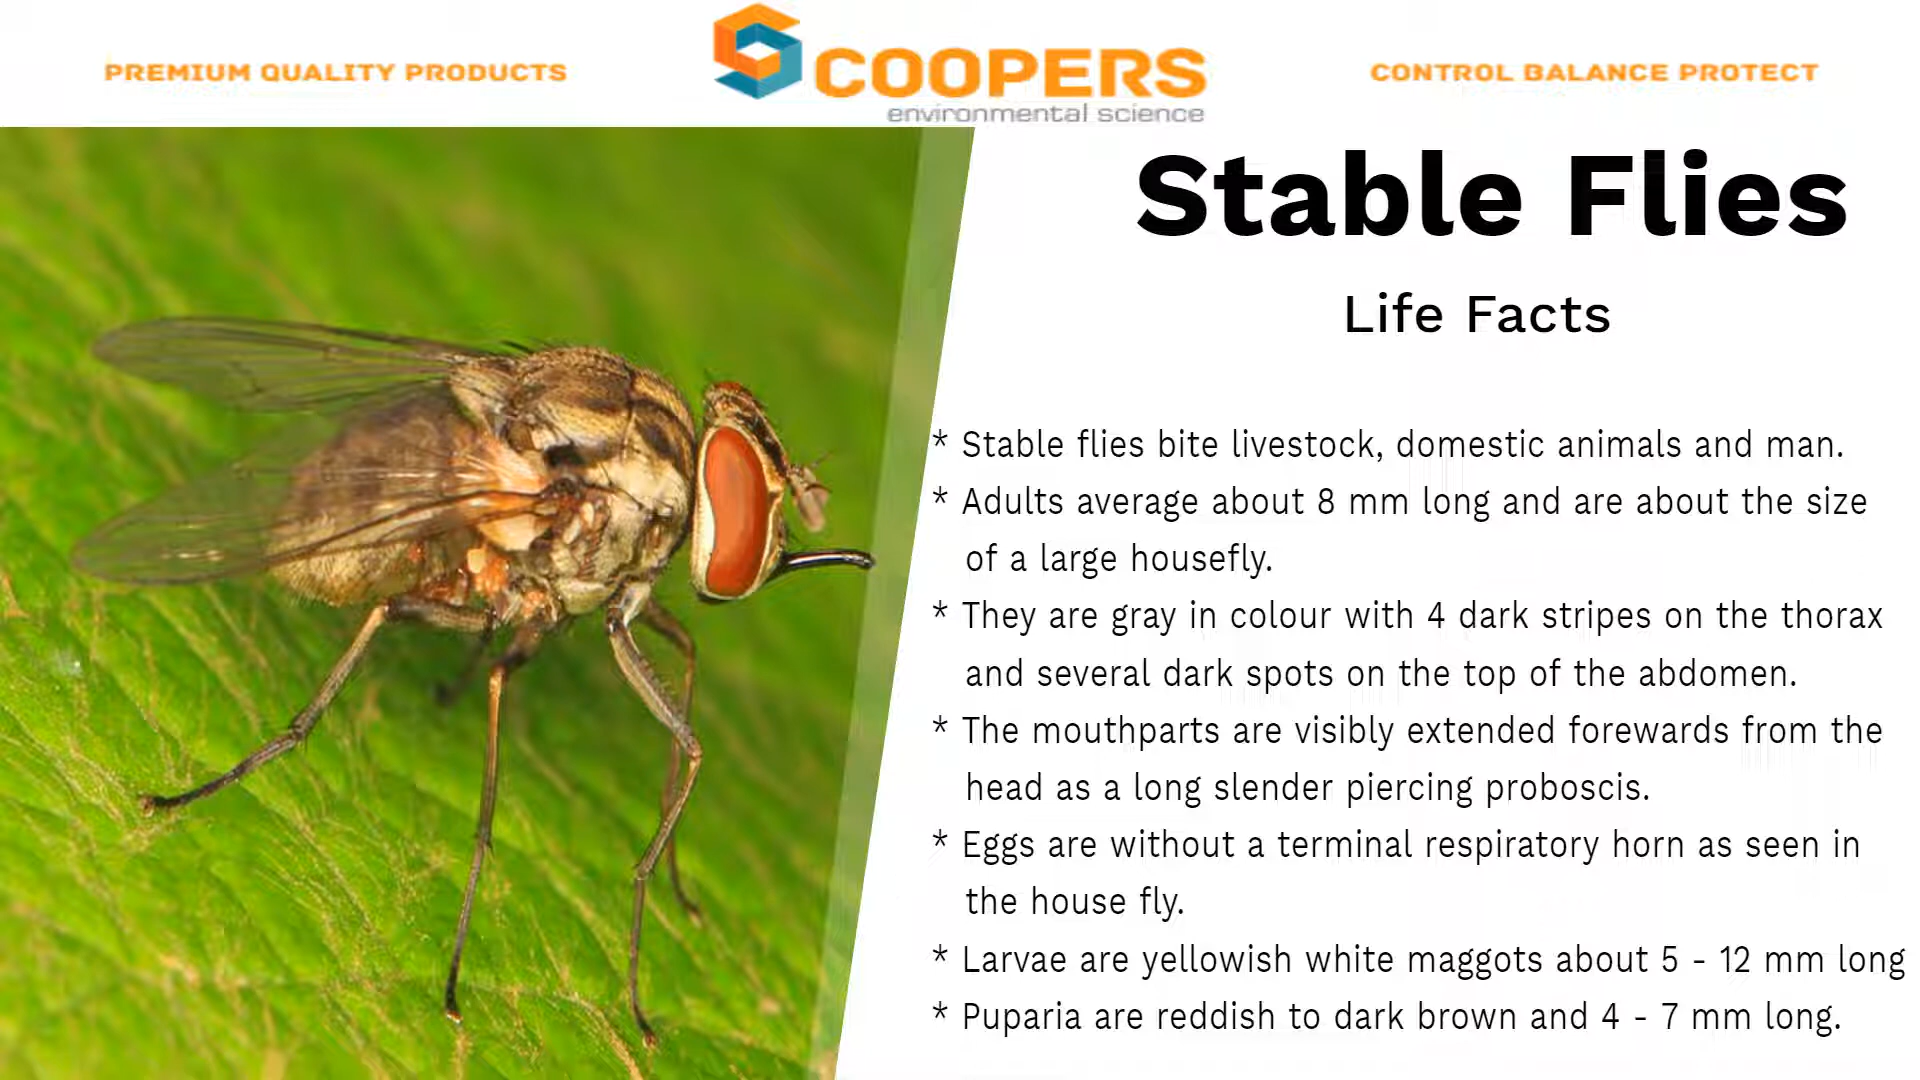 PREMIUM QUALITY PRODUCTS
COOPERS
environmental science
CONTROL BALANCE PROTECT
Stable Flies
Life Facts
* Stable flies bite livestock, domestic animals and man.
* Adults average about 8 mm long and are about the size
of a large housefly.
* They are gray in colour with 4 dark stripes on the thorax
and several dark spots on the top of the abdomen.
* The mouthparts are visibly extended forewards from the
head as a long slender piercing proboscis.
* Eggs are without a terminal respiratory horn as seen in
the house fly.
* Larvae are yellowish white maggots about 5 - 12 mm long
* Puparia are reddish to dark brown and 4 - 7 mm long.